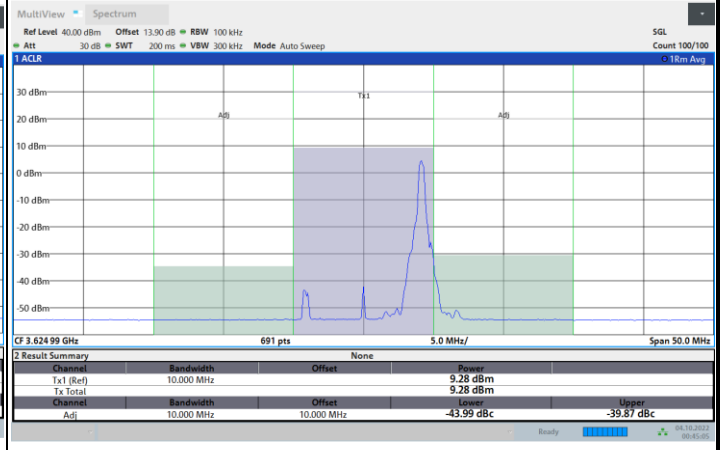 MultiView Spectrum
Ref Level 40.00 dBm Offset 13.90 dB RBW 100 kHz SGL
Att 30 dB SWT 200 ms VBW 300 kHz Mode Auto Sweep Count 100/100
1 ACLR 1Rm Avg
30 dBm
Tx1
20 dBm
Adj Adj
10 dBm
0 dBm
-10 dBm
-20 dBm
-30 dBm
-40 dBm
-50 dBm
CF 3.624 99 GHz 691 pts 5.0 MHz/ Span 50.0 MHz
2 Result Summary None
Channel Bandwidth Offset Power
Tx1 (Ref) 10.000 MHz 9.28 dBm
Tx Total 9.28 dBm
Channel Bandwidth Offset Lower Upper
Adj 10.000 MHz 10.000 MHz -43.99 dBc -39.87 dBc
Ready 04.10.2022
00:45:05